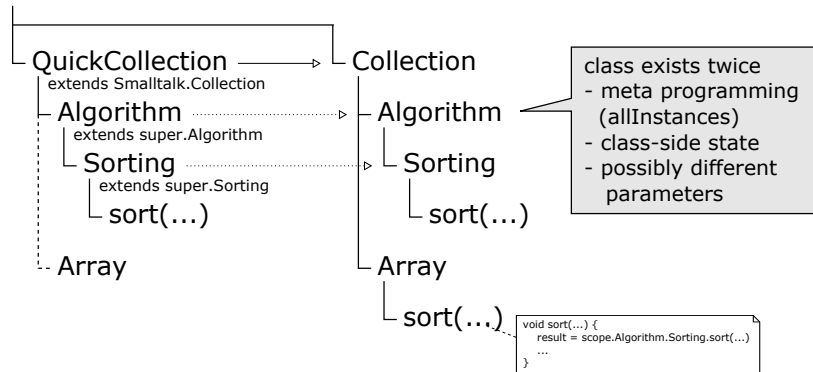 QuickCollection
extends Smalltalk.Collection
Algorithm
extends super.Algorithm
Sorting
extends super.Sorting
sort(...)
Array
Collection
Algorithm
Sorting
sort(...)
Array
sort(...)
class exists twice
- meta programming
(allInstances)
- class-side state
- possibly different
parameters
void sort(...) {
result = scope.Algorithm.Sorting.sort(...)
...
}